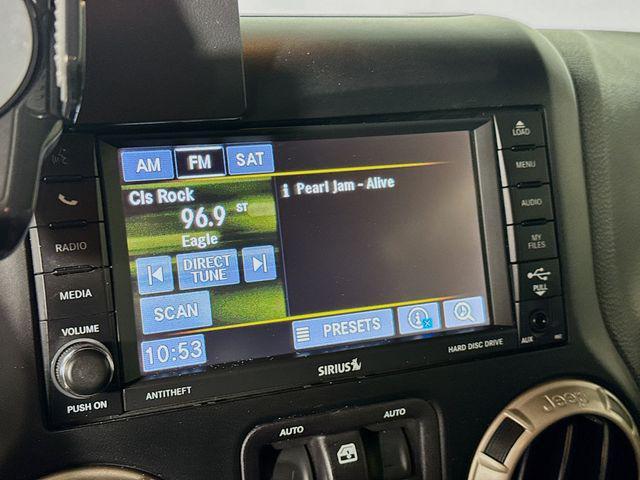 AM FM SAT
Cls Rock
96.9 ST
Eagle
DIRECT
TUNE
SCAN
10:53
i Pearl Jam - Alive
PRESETS
RADIO
MEDIA
VOLUME
PUSH ON
ANTITHEFT
SIRIUS
HARD DISC DRIVE
LOAD
MENU
AUDIO
MY
FILES
PULL
AUX
AUTO
AUTO
Jeep